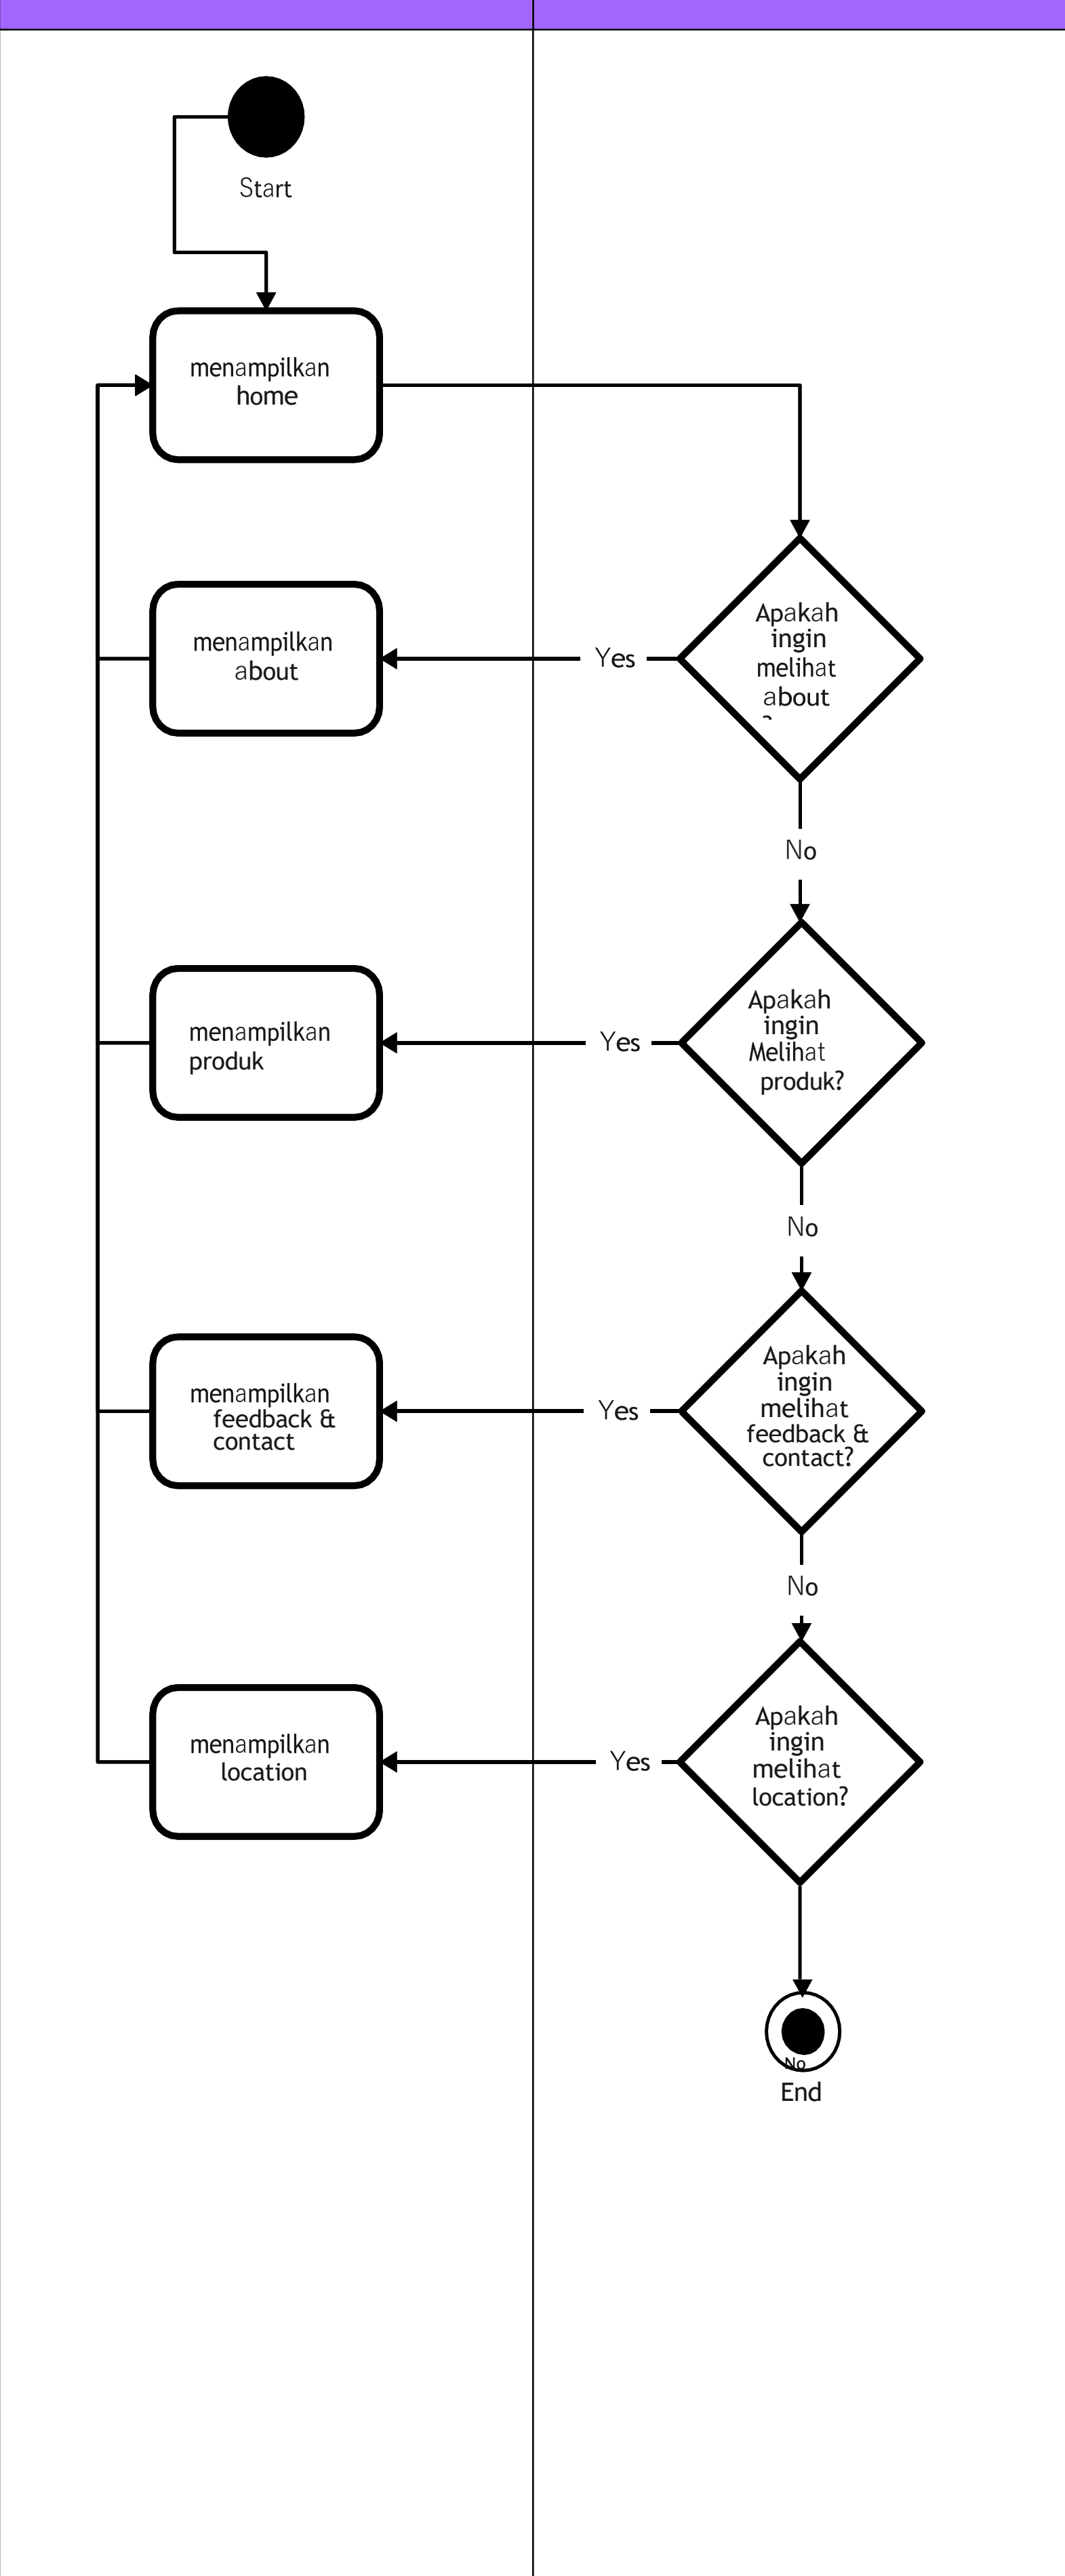 Start
menampilkan
home
Apakah
ingin
melihat
about
?
Yes
menampilkan
about
No
Apakah
ingin
Melihat
produk?
Yes
menampilkan
produk
No
Apakah
ingin
melihat
feedback &
contact?
Yes
menampilkan
feedback &
contact
No
Apakah
ingin
melihat
location?
Yes
menampilkan
location
No
End